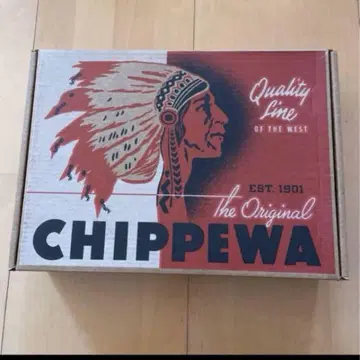 Quality
Line
OF THE WEST
EST. 1901
The Original
CHIPPEWA